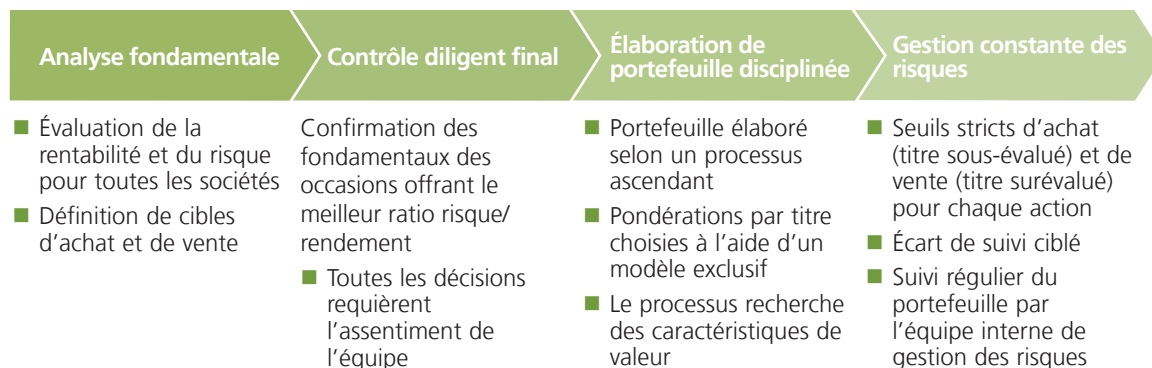 Analyse fondamentale
Évaluation de la
rentabilité et du risque
pour toutes les sociétés
Définition de cibles
d’achat et de vente
Contrôle diligent final
Confirmation des
fondamentaux des
occasions offrant le
meilleur ratio risque/
rendement
Toutes les décisions
requièrent
l’assentiment de
l’équipe
Élaboration de
portefeuille disciplinée
Portefeuille élaboré
selon un processus
ascendant
Pondérations par titre
choisies à l’aide d’un
modèle exclusif
Le processus recherche
des caractéristiques de
valeur
Gestion constante des
risques
Seuils stricts d’achat
(titre sous-évalué) et de
vente (titre surévalué)
pour chaque action
Écart de suivi ciblé
Suivi régulier du
portefeuille par
l’équipe interne de
gestion des risques